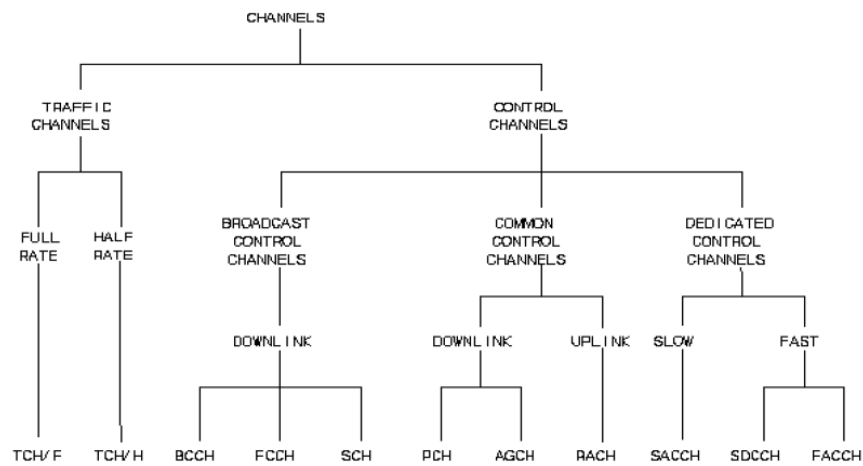 CHANNELS
TRAFFIC
CHANNELS
CONTROL
CHANNELS
FULL
RATE
HALF
RATE
BROADCAST
CONTROL
CHANNELS
COMMON
CONTROL
CHANNELS
DEDICATED
CONTROL
CHANNELS
DOWNLINK
DOWNLINK
UPLINK
SLOW
FAST
TCH/F
TCH/H
BCCH
FCCH
SCH
PCH
AGCH
RACH
SACCH
SDCCH
FACCH